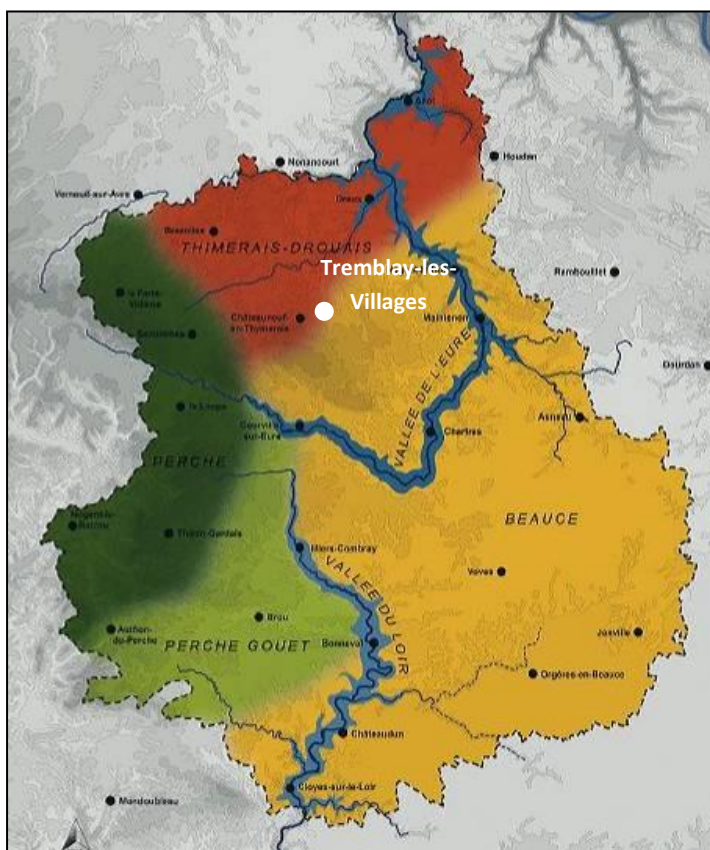 Anet
Nonancourt
Houdan
Verneuil-sur-Avre
Dreux
Brezolles
THIMERAIS-DROUAIS
Tremblay-les-
Villages
Rambouillet
la Ferté-
Vidame
Châteauneuf-
en-Thymerais
Maintenon
Senonches
Dourdan
VALLEE DE L'EURE
la Loupe
Auneau
Courville
sur-Eure
Chartres
PERCHE
Nogent-le-
Rotrou
BEAUCE
Thiron-Gardais
Illiers-Combray
VALLEE DU LOIR
Voves
Brou
Authon-
du-Perche
PERCHE GOUET
Bonneval
Janville
Orgères-en-Beauce
Châteaudun
Cloyes-sur-le-Loir
Mondoubleau